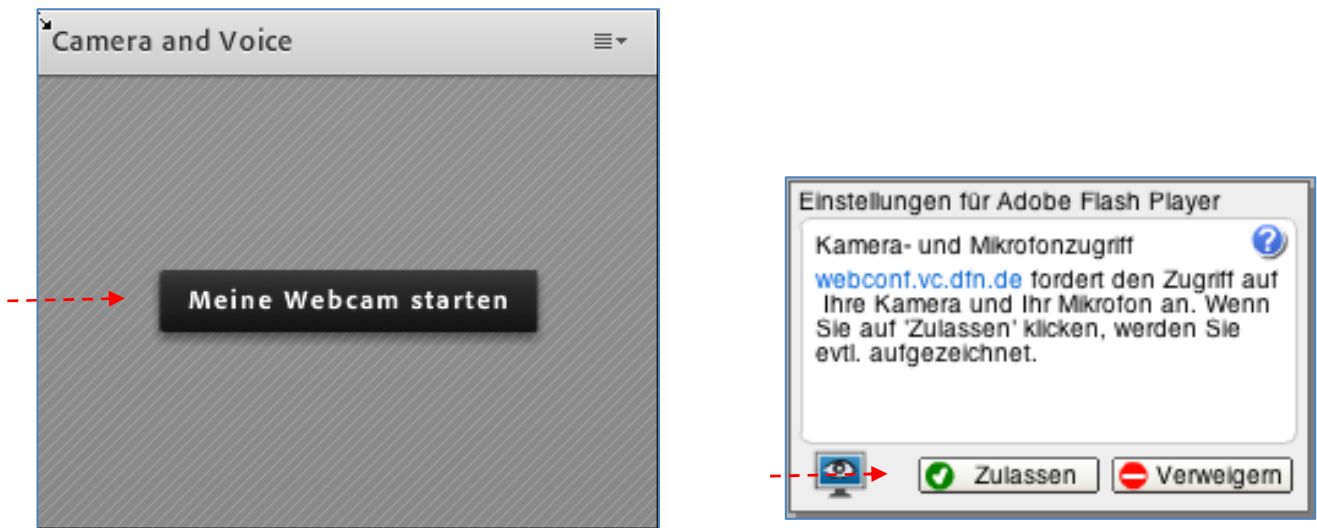 Camera and Voice
Meine Webcam starten
Einstellungen für Adobe Flash Player
Kamera- und Mikrofonzugriff
webconf.vc.dfn.de fordert den Zugriff auf
Ihre Kamera und Ihr Mikrofon an. Wenn
Sie auf 'Zulassen' klicken, werden Sie
evtl. aufgezeichnet.
Zulassen
Verweigern